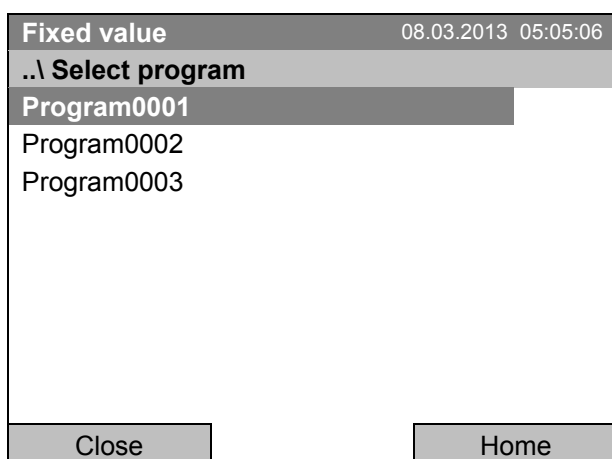 Fixed value 08.03.2013 05:05:06
..\ Select program
Program0001
Program0002
Program0003
Close Home